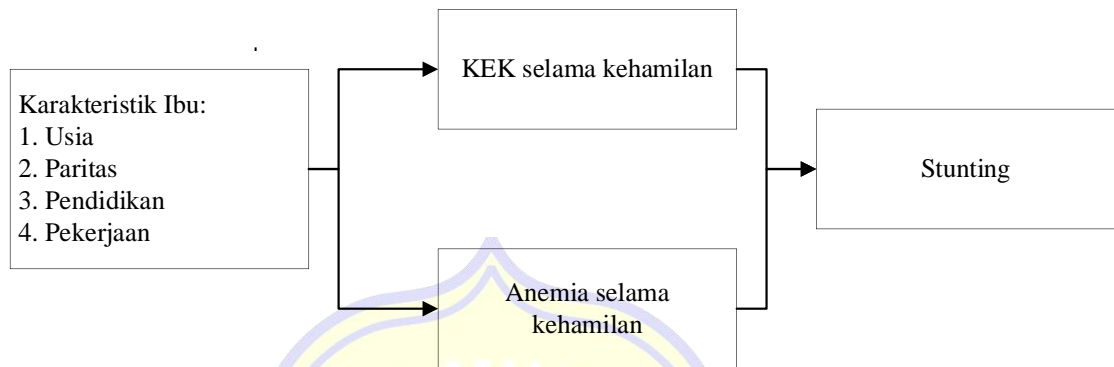 Karakteristik Ibu:
1. Usia
2. Paritas
3. Pendidikan
4. Pekerjaan
KEK selama kehamilan
Anemia selama
kehamilan
Stunting